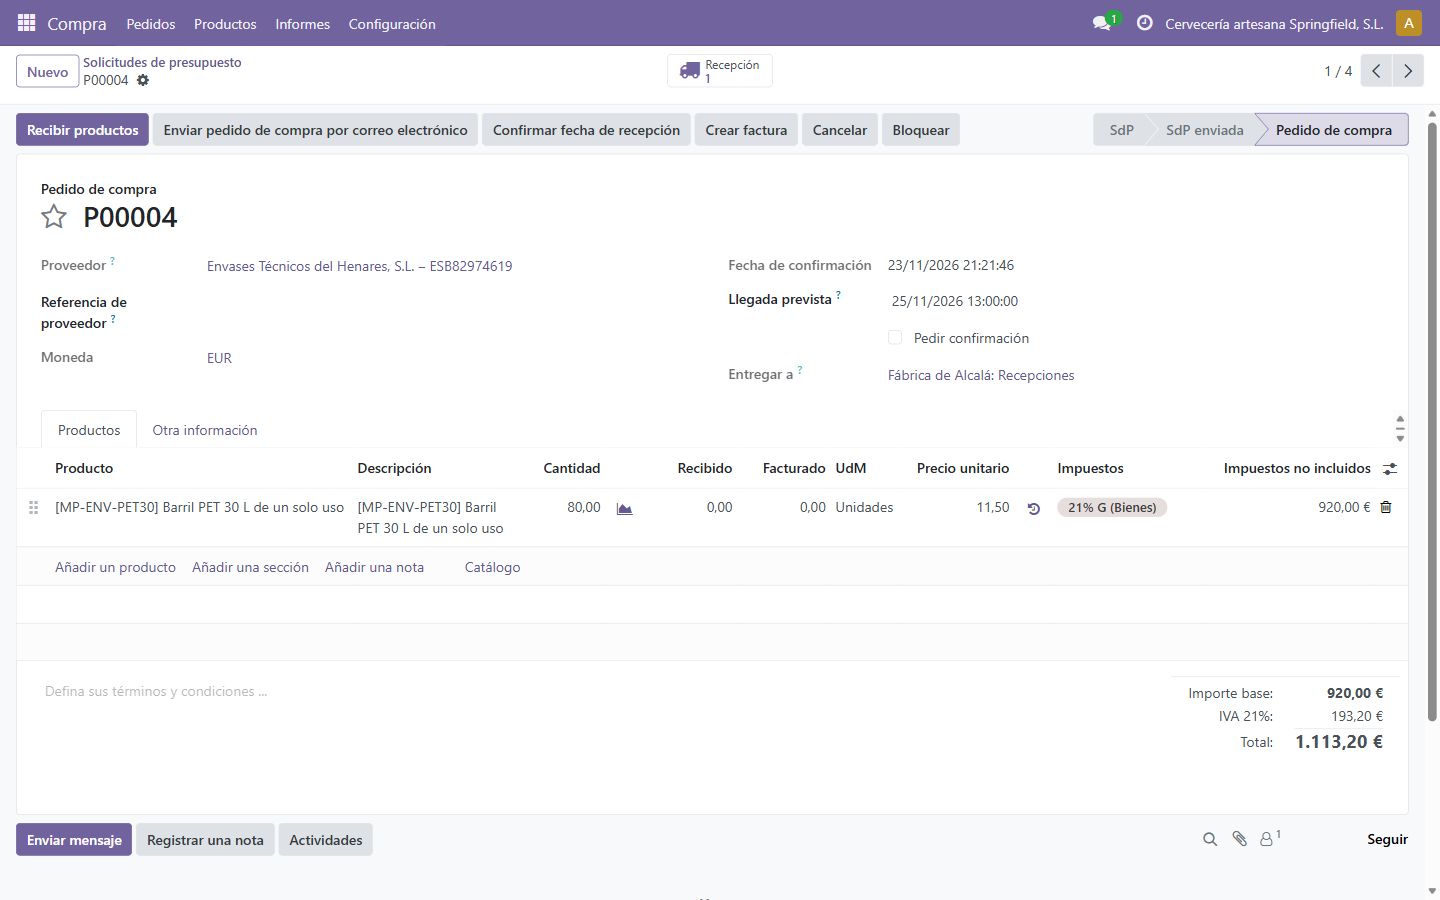 Compra Pedidos Productos Informes Configuración 1 Cervecería artesana Springfield, S.L. A
Nuevo
Solicitudes de presupuesto
P00004
Recepción
1
1 / 4
Recibir productos Enviar pedido de compra por correo electrónico Confirmar fecha de recepción Crear factura Cancelar Bloquear SdP SdP enviada Pedido de compra
Pedido de compra
P00004
Proveedor ? Envases Técnicos del Henares, S.L. – ESB82974619
Referencia de
proveedor ?
Moneda EUR
Fecha de confirmación 23/11/2026 21:21:46
Llegada prevista ? 25/11/2026 13:00:00
Pedir confirmación
Entregar a ? Fábrica de Alcalá: Recepciones
Productos Otra información
Producto Descripción Cantidad Recibido Facturado UdM Precio unitario Impuestos Impuestos no incluidos
[MP-ENV-PET30] Barril PET 30 L de un solo uso [MP-ENV-PET30] Barril 80,00 0,00 0,00 Unidades 11,50 21% G (Bienes) 920,00 €
PET 30 L de un solo uso
Añadir un producto Añadir una sección Añadir una nota Catálogo
Defina sus términos y condiciones ...
Importe base: 920,00 €
IVA 21%: 193,20 €
Total: 1.113,20 €
Enviar mensaje Registrar una nota Actividades 1 Seguir